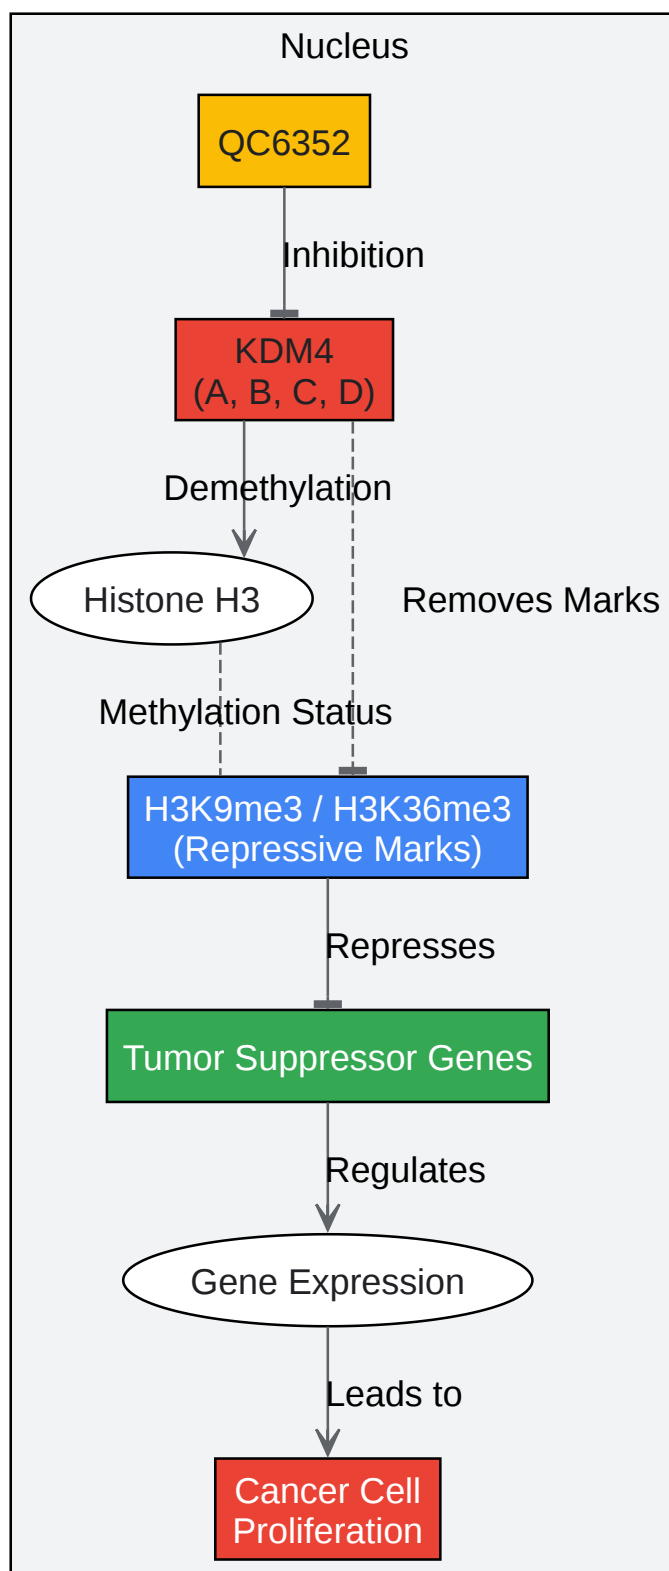 Nucleus
QC6352
Inhibition
KDM4
(A, B, C, D)
Demethylation
Histone H3
Removes Marks
Methylation Status
H3K9me3 / H3K36me3
(Repressive Marks)
Represses
Tumor Suppressor Genes
Regulates
Gene Expression
Leads to
Cancer Cell
Proliferation